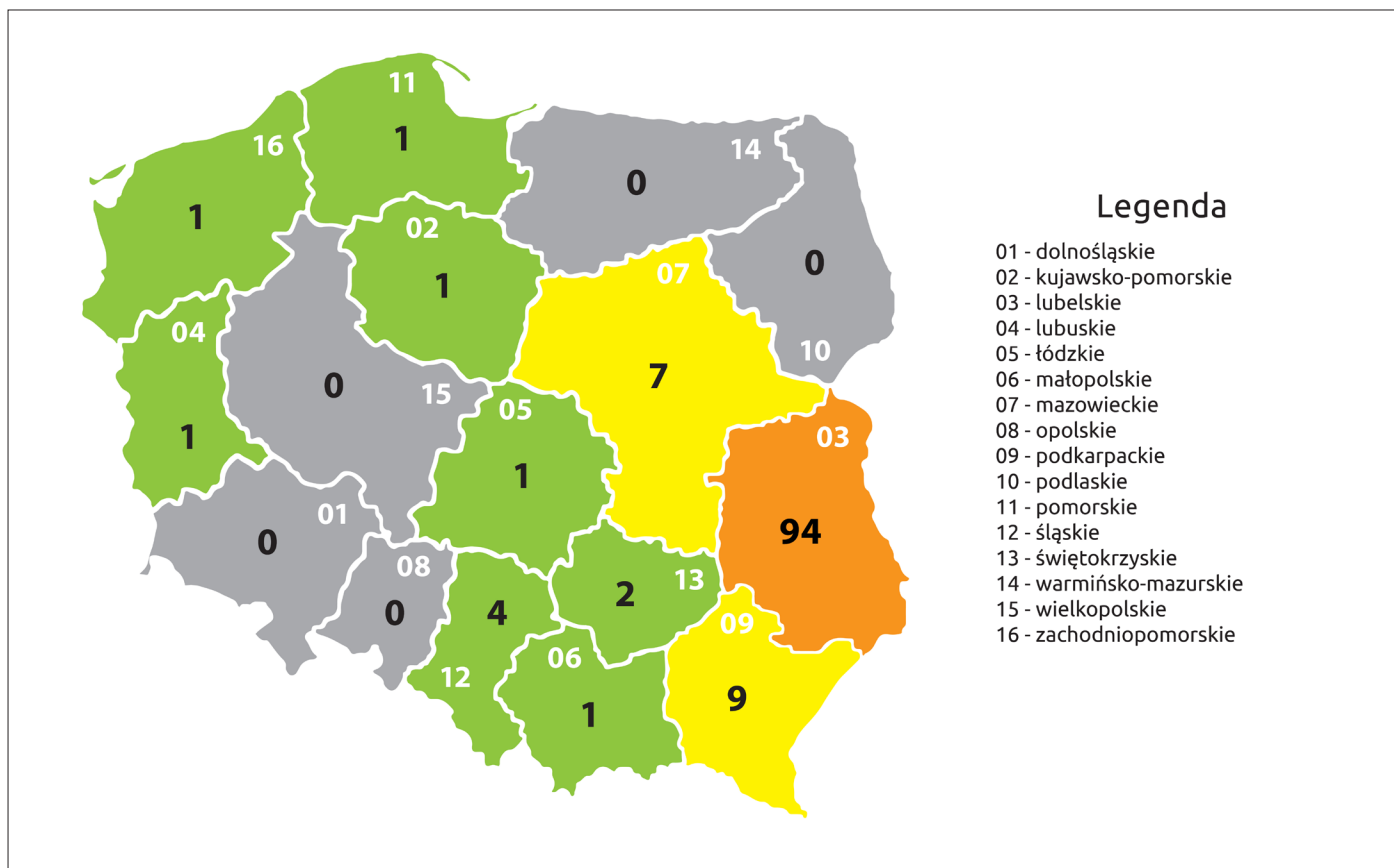 11
1
16
1
14
0
02
1
07
0
04
1
10
0
15
7
05
1
03
94
01
0
08
0
4
12
2
13
09
9
06
1
Legenda
01 - dolnośląskie
02 - kujawsko-pomorskie
03 - lubelskie
04 - lubuskie
05 - łódzkie
06 - małopolskie
07 - mazowieckie
08 - opolskie
09 - podkarpackie
10 - podlaskie
11 - pomorskie
12 - śląskie
13 - świętokrzyskie
14 - warmińsko-mazurskie
15 - wielkopolskie
16 - zachodniopomorskie